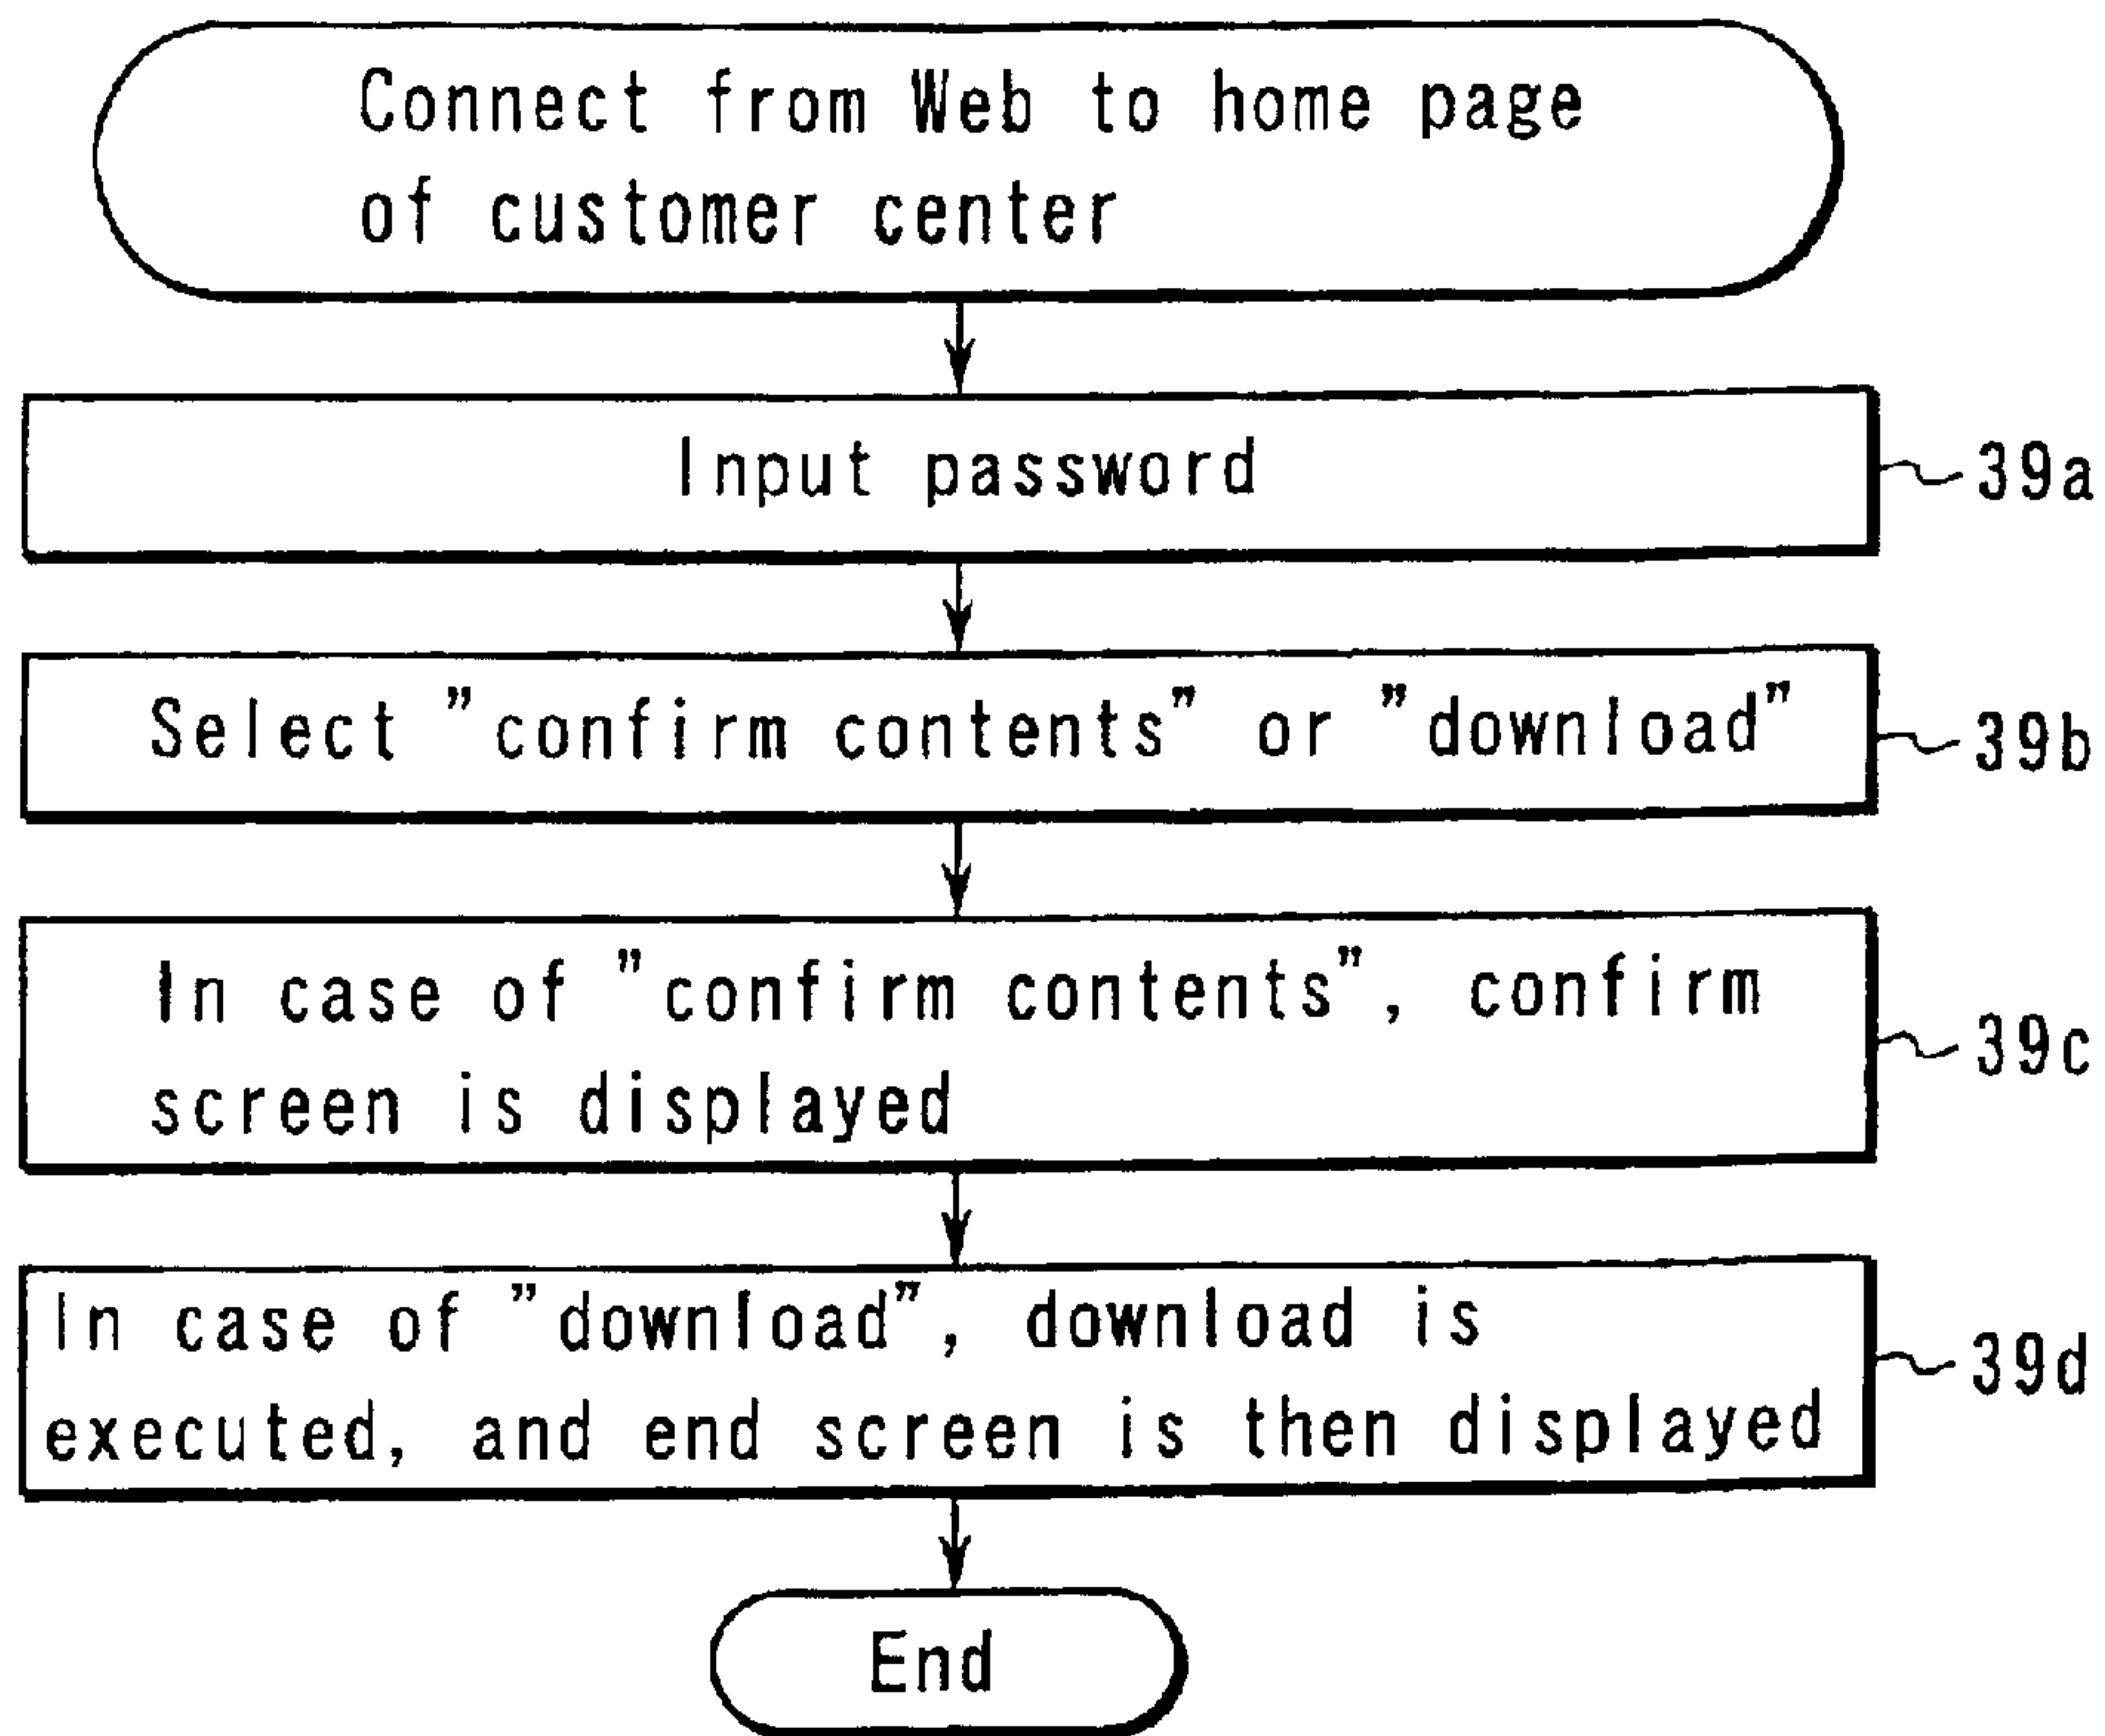 Connect from Web to home page
of customer center
Input password
39a
Select "confirm contents" or "download"
39b
In case of "confirm contents", confirm
screen is displayed
39c
In case of "download", download is
executed, and end screen is then displayed
39d
End